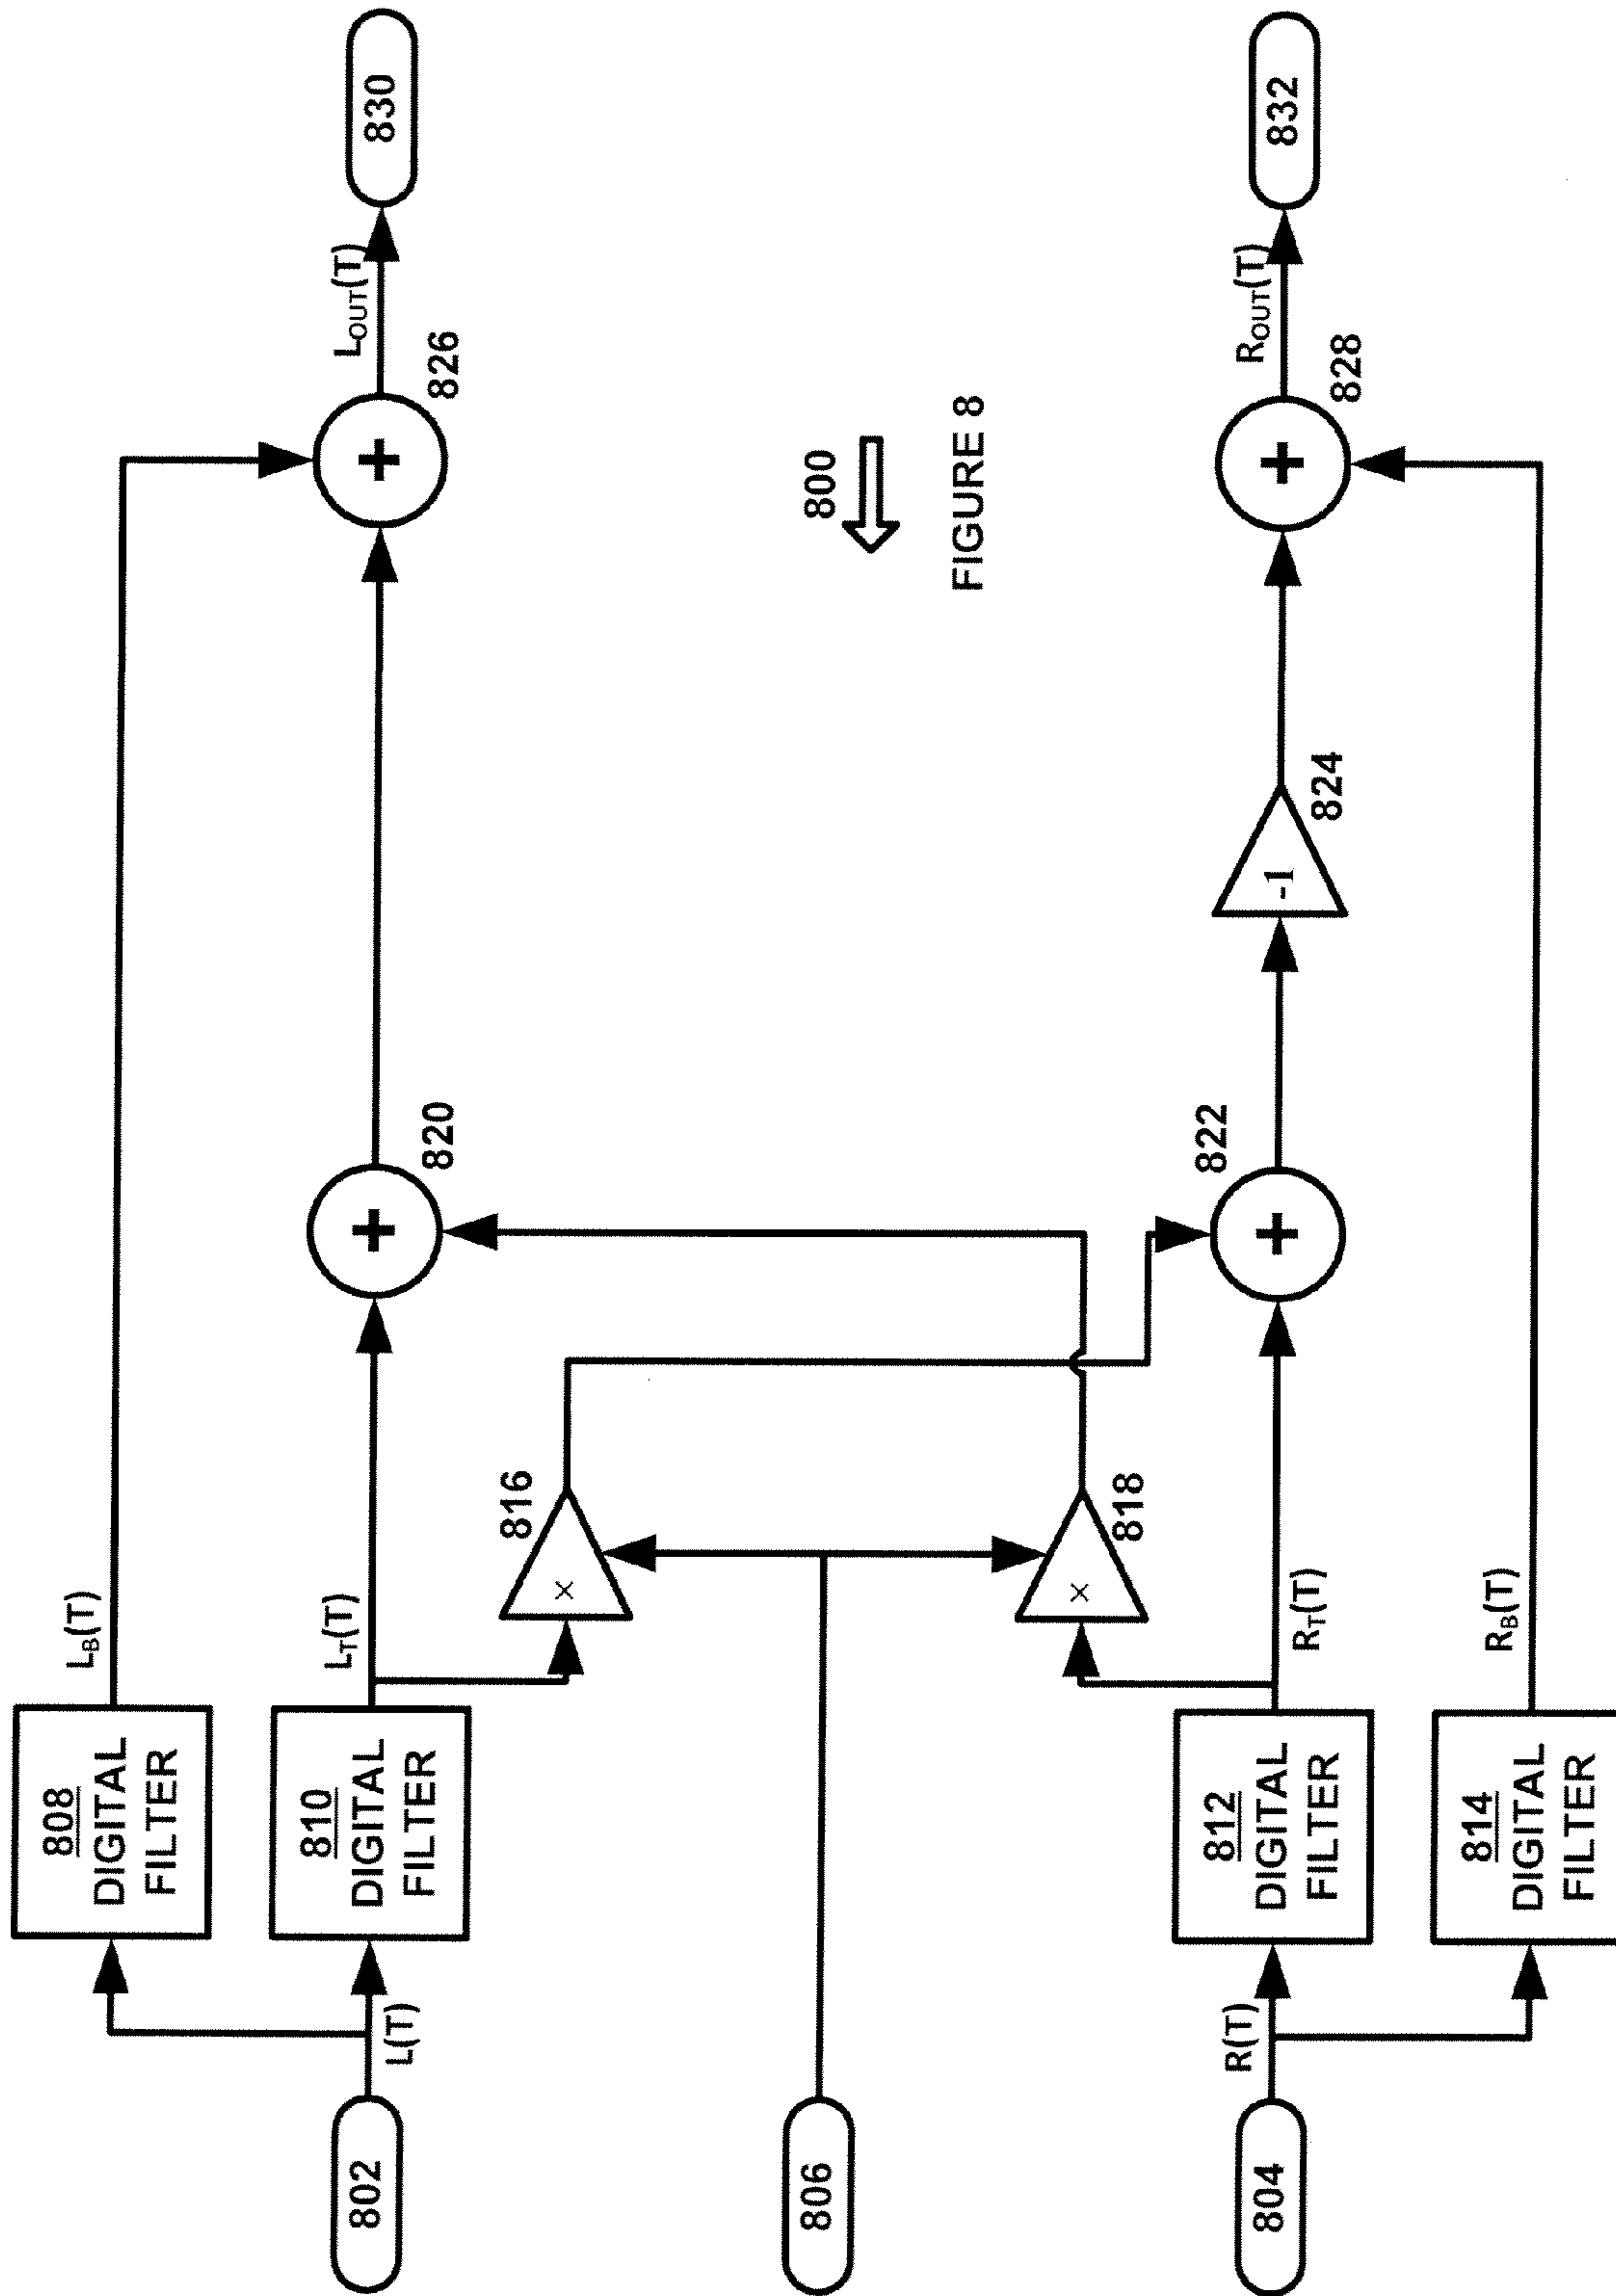 802
L(T)
808
DIGITAL
FILTER
L_B(T)
810
DIGITAL
FILTER
L_T(T)
816
×
820
+
826
+
L_OUT(T)
830
806
800
FIGURE 8
818
×
804
R(T)
812
DIGITAL
FILTER
R_T(T)
822
+
824
-1
828
+
R_OUT(T)
832
814
DIGITAL
FILTER
R_B(T)